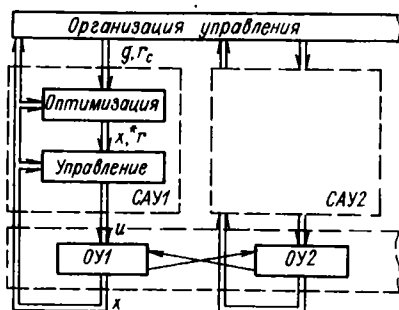 Организация управления
g, r_c
Оптимизация
x,* r
Управление
САУ1
САУ2
u
ОУ1
ОУ2
x